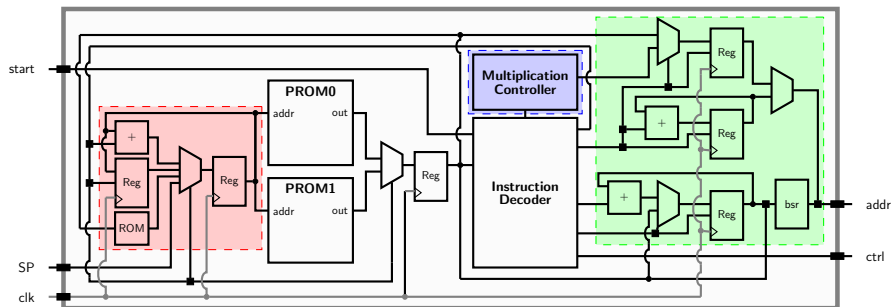 start
SP
clk
+
Reg
ROM
Reg
PROM0
addr
out
PROM1
addr
out
Reg
Multiplication
Controller
Instruction
Decoder
Reg
+
Reg
+
Reg
bsr
addr
ctrl